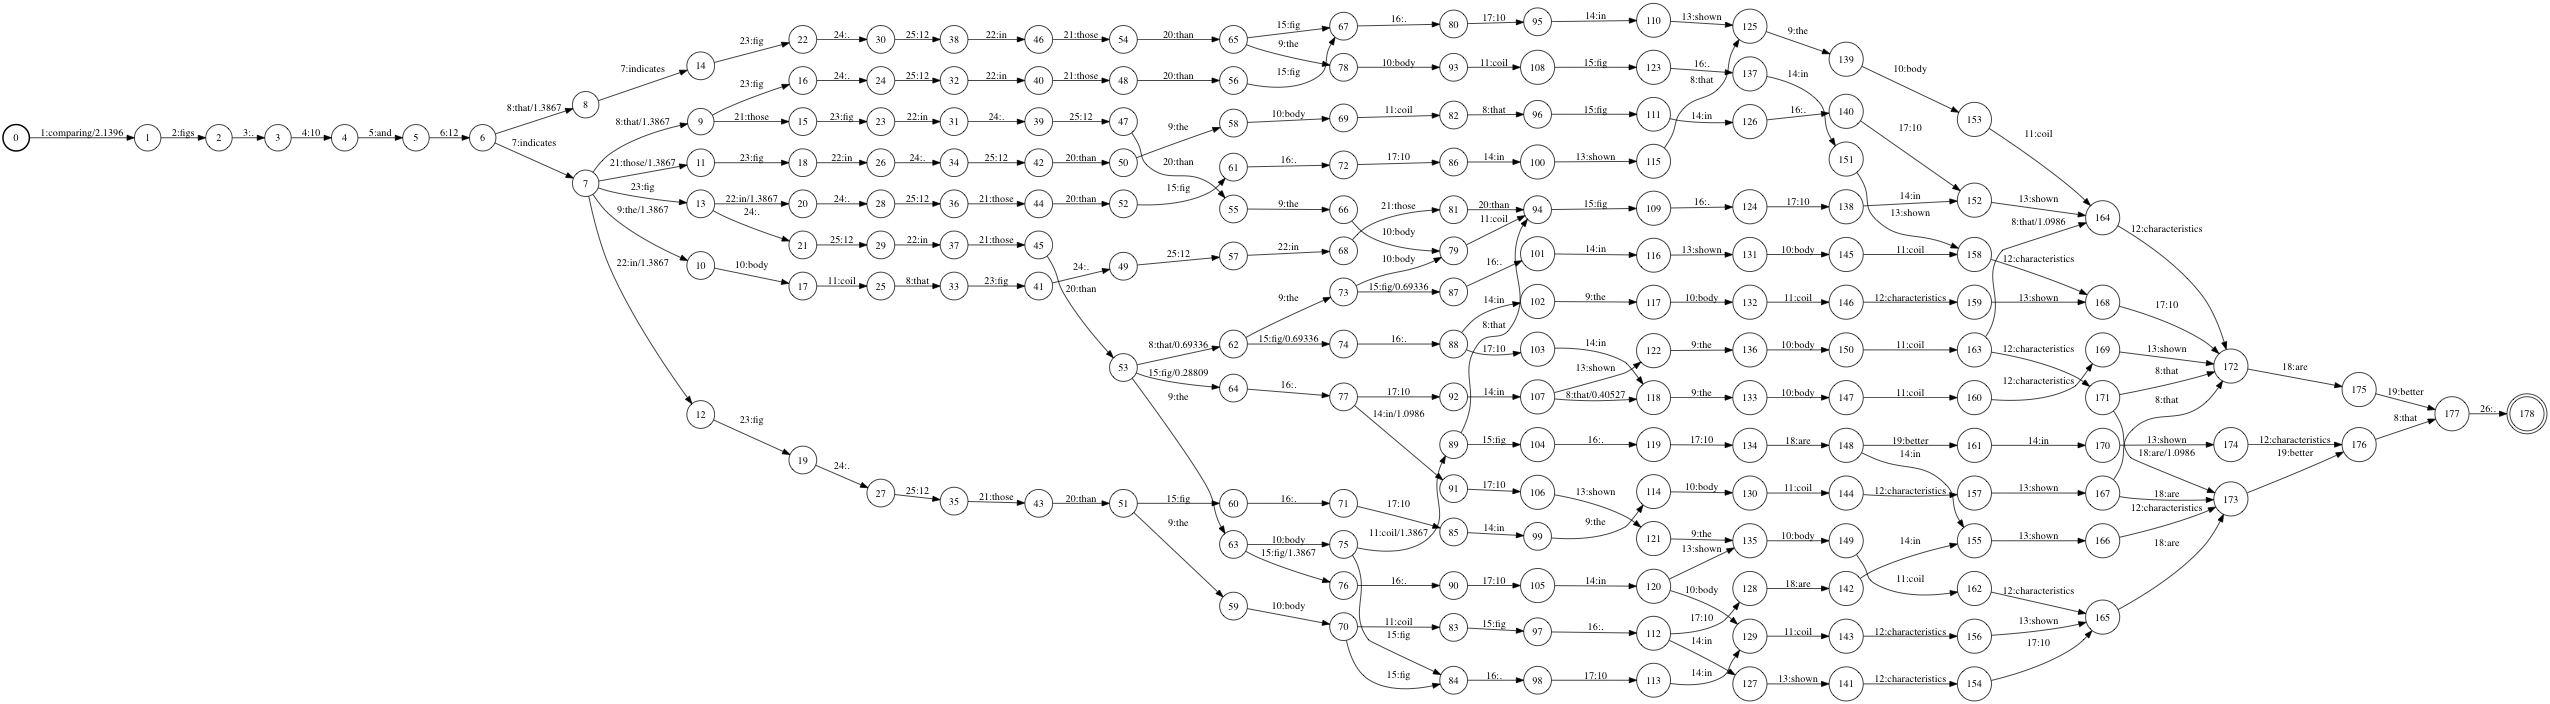 15:fig 67 16:. 80 17:10 95 14:in 110 13:shown 125
23:fig 22 24:. 30 25:12 38 22:in 46 21:those 54 20:than 65 9:the 9:the 139
7:indicates 14 15:fig 78 10:body 93 11:coil 108 15:fig 123 16:. 137 14:in 10:body
23:fig 16 24:. 24 25:12 32 22:in 40 21:those 48 20:than 56 8:that
8:that/1.3867 8 8:that/1.3867 9 21:those 15 23:fig 23 22:in 31 24:. 39 25:12 47 9:the 58 10:body 69 11:coil 82 8:that 96 15:fig 111 14:in 126 16:. 140 17:10 153
0 1:comparing/2.1396 1 2:figs 2 3:. 3 4:10 4 5:and 5 6:12 6 7:indicates 11:coil
21:those/1.3867 11 23:fig 18 22:in 26 24:. 34 25:12 42 20:than 50 20:than 61 16:. 72 17:10 86 14:in 100 13:shown 115 151
7 23:fig 13 22:in/1.3867 20 24:. 28 25:12 36 21:those 44 20:than 52 15:fig
9:the/1.3867 24:. 55 9:the 66 21:those 81 20:than 94 15:fig 109 16:. 124 17:10 138 14:in 152 13:shown 164
11:coil 13:shown 8:that/1.0986 12:characteristics
21 25:12 29 22:in 37 21:those 45 10:body 79
22:in/1.3867 10 10:body 17 11:coil 25 8:that 33 23:fig 41 24:. 49 25:12 57 22:in 68 16:. 101 14:in 116 13:shown 131 10:body 145 11:coil 158 12:characteristics
20:than 10:body
9:the 73 15:fig/0.69336 87 14:in 102 9:the 117 10:body 132 11:coil 146 12:characteristics 159 13:shown 168 17:10
8:that
8:that/0.69336 62 15:fig/0.69336 74 16:. 88 17:10 103 14:in 122 9:the 136 10:body 150 11:coil 163 12:characteristics 169 13:shown 172 18:are
53 15:fig/0.28809 64 16:. 77 17:10 92 14:in 107 13:shown 12:characteristics 8:that 175 19:better
9:the 8:that/0.40527 118 9:the 133 10:body 147 11:coil 160 171 8:that
12 23:fig 14:in/1.0986 8:that 177 26:. 178
89 15:fig 104 16:. 119 17:10 134 18:are 148 19:better 161 14:in 170 13:shown 174 12:characteristics 176
19 24:. 14:in 18:are/1.0986 19:better
27 25:12 35 21:those 43 20:than 51 15:fig 60 16:. 71 17:10 91 17:10 106 13:shown 114 10:body 130 11:coil 144 12:characteristics 157 13:shown 167 18:are 173
9:the 11:coil/1.3867 85 14:in 99 9:the 12:characteristics
63 10:body 75 121 9:the 135 10:body 149 14:in 155 13:shown 166 18:are
15:fig/1.3867 13:shown
76 16:. 90 17:10 105 14:in 120 10:body 128 18:are 142 11:coil 162 12:characteristics
59 10:body 17:10 165
70 11:coil 83 15:fig 97 16:. 112 14:in 129 11:coil 143 12:characteristics 156 13:shown
15:fig 17:10
15:fig 84 16:. 98 17:10 113 14:in 127 13:shown 141 12:characteristics 154